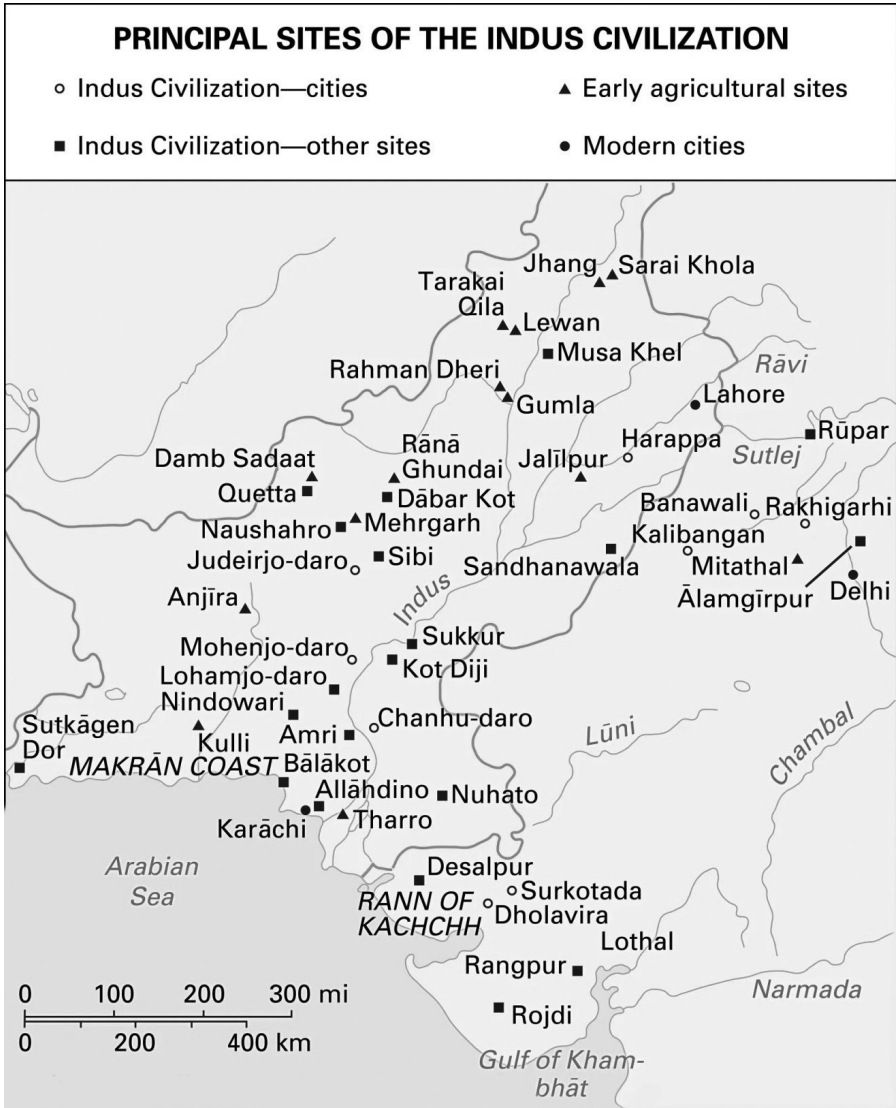 PRINCIPAL SITES OF THE INDUS CIVILIZATION
Indus Civilization—cities
Early agricultural sites
Indus Civilization—other sites
Modern cities
Jhang
Sarai Khola
Tarakai
Qila
Lewan
Musa Khel
Rāvi
Rahman Dheri
Gumla
Lahore
Rānā
Ghundai
Harappa
Rūpar
Damb Sadaat
Jalīlpur
Sutlej
Quetta
Dābar Kot
Banawali
Rakhigarhi
Naushahro
Mehrgarh
Kalibangan
Judeirjo-daro
Sibi
Sandhanawala
Mitathal
Anjīra
Indus
Ālamgīrpur
Delhi
Mohenjo-daro
Sukkur
Kot Diji
Lohamjo-daro
Nindowari
Chanhu-daro
Lūni
Chambal
Sutkāgen
Dor
Kulli
Amri
MAKRĀN COAST
Bālākot
Allāhdino
Nuhato
Karāchi
Tharro
Arabian
Sea
Desalpur
RANN OF
KACHCHH
Surkotada
Dholavira
Lothal
Rangpur
Narmada
Rojdi
0 100 200 300 mi
0 200 400 km
Gulf of Kham-
bhāt